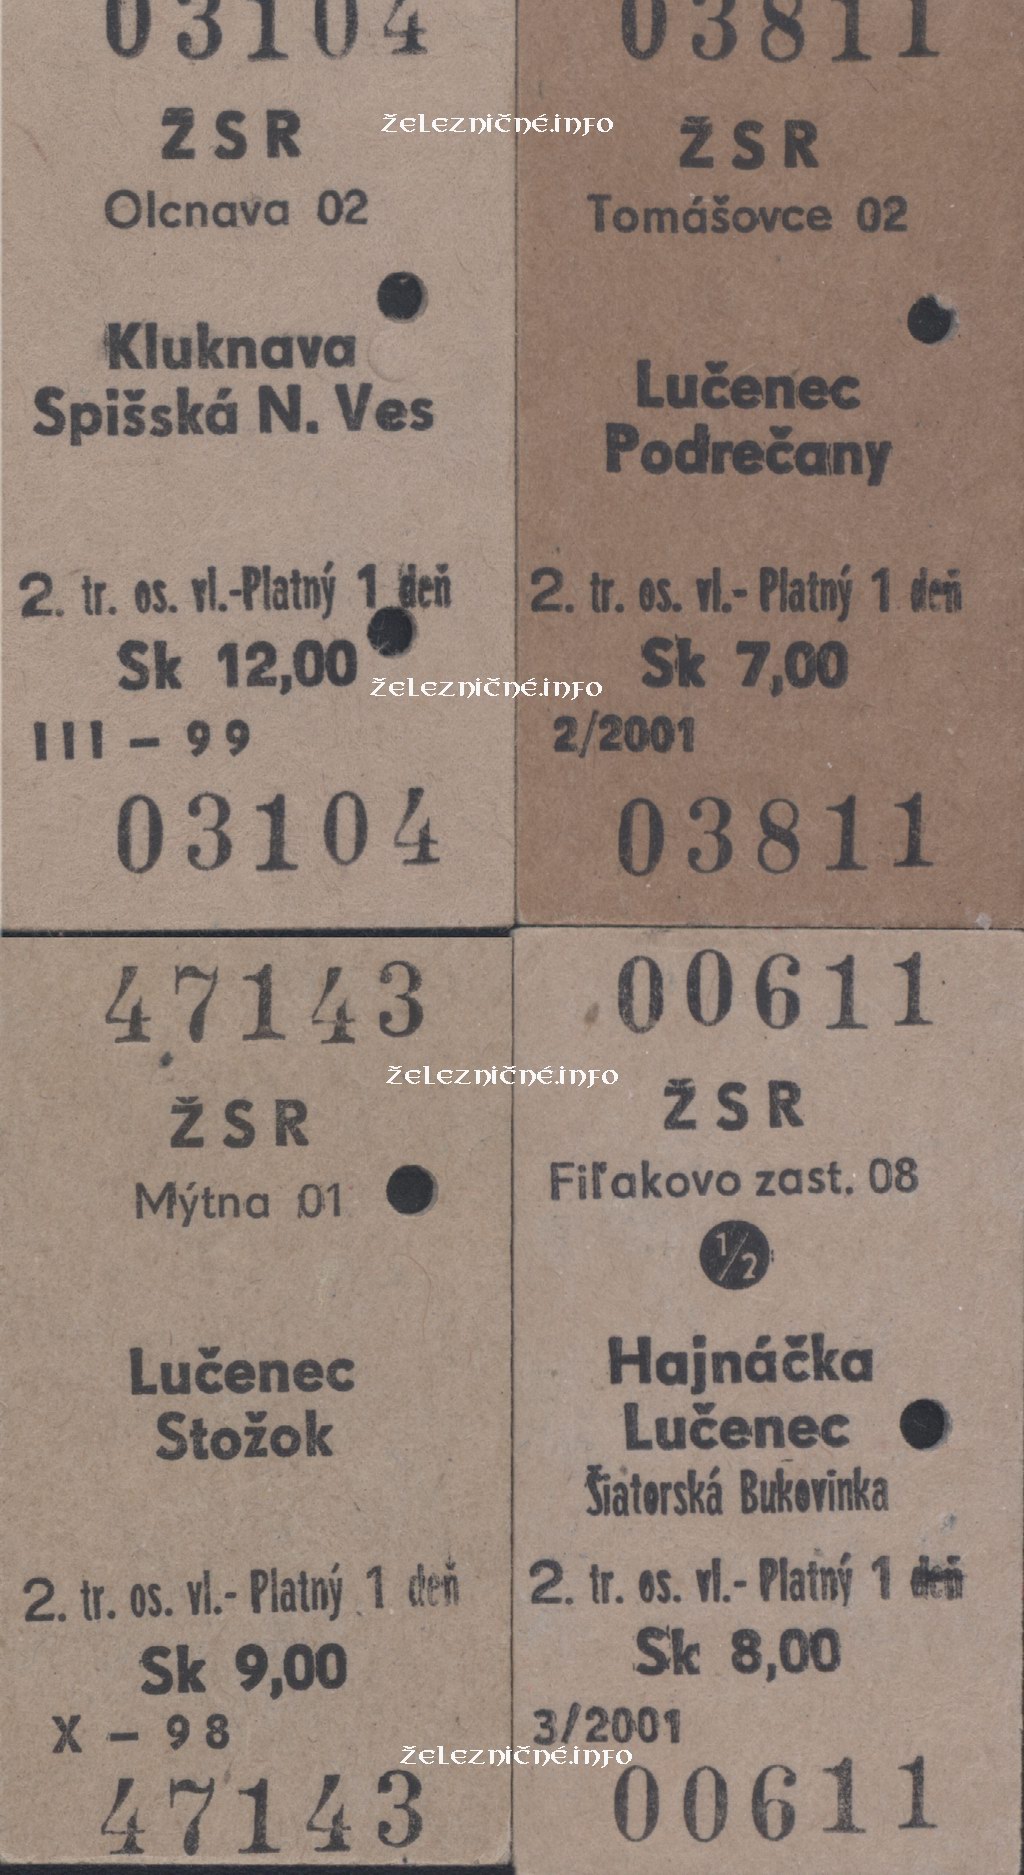 03104
ŽSR
Olcnava 02
Kluknava
Spišská N. Ves
2. tr. os. vl.-Platný 1 deň
Sk 12,00
III - 99
03104
03811
ŽSR
Tomášovce 02
Lučenec
Podrečany
2. tr. os. vl.- Platný 1 deň
Sk 7,00
2/2001
03811
47143
ŽSR
Mýtna 01
Lučenec
Stožok
2. tr. os. vl.- Platný 1 deň
Sk 9,00
X - 98
47143
00611
ŽSR
Fiľakovo zast. 08
1/2
Hajnáčka
Lučenec
Šiatorská Bukovinka
2. tr. os. vl.- Platný 1 deň
Sk 8,00
3/2001
00611
železničné.info
železničné.info
železničné.info
železničné.info